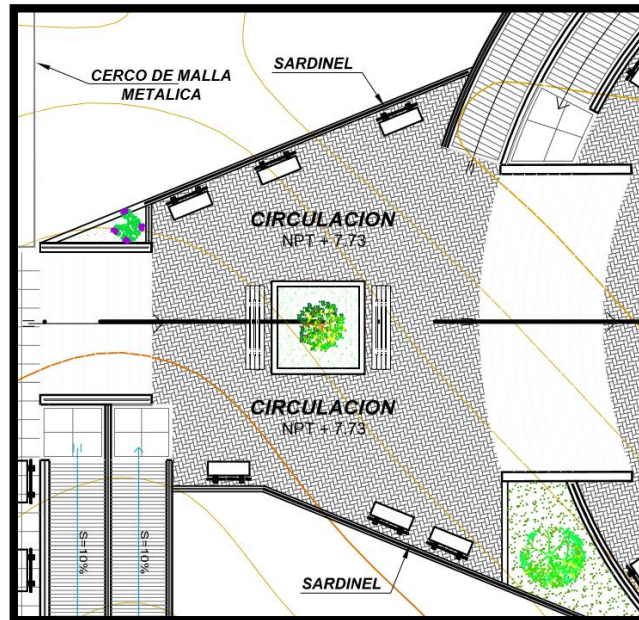 CERCO DE MALLA
METALICA
SARDINEL
CIRCULACION
NPT + 7.73
CIRCULACION
NPT + 7.73
S=10%
S=10%
SARDINEL